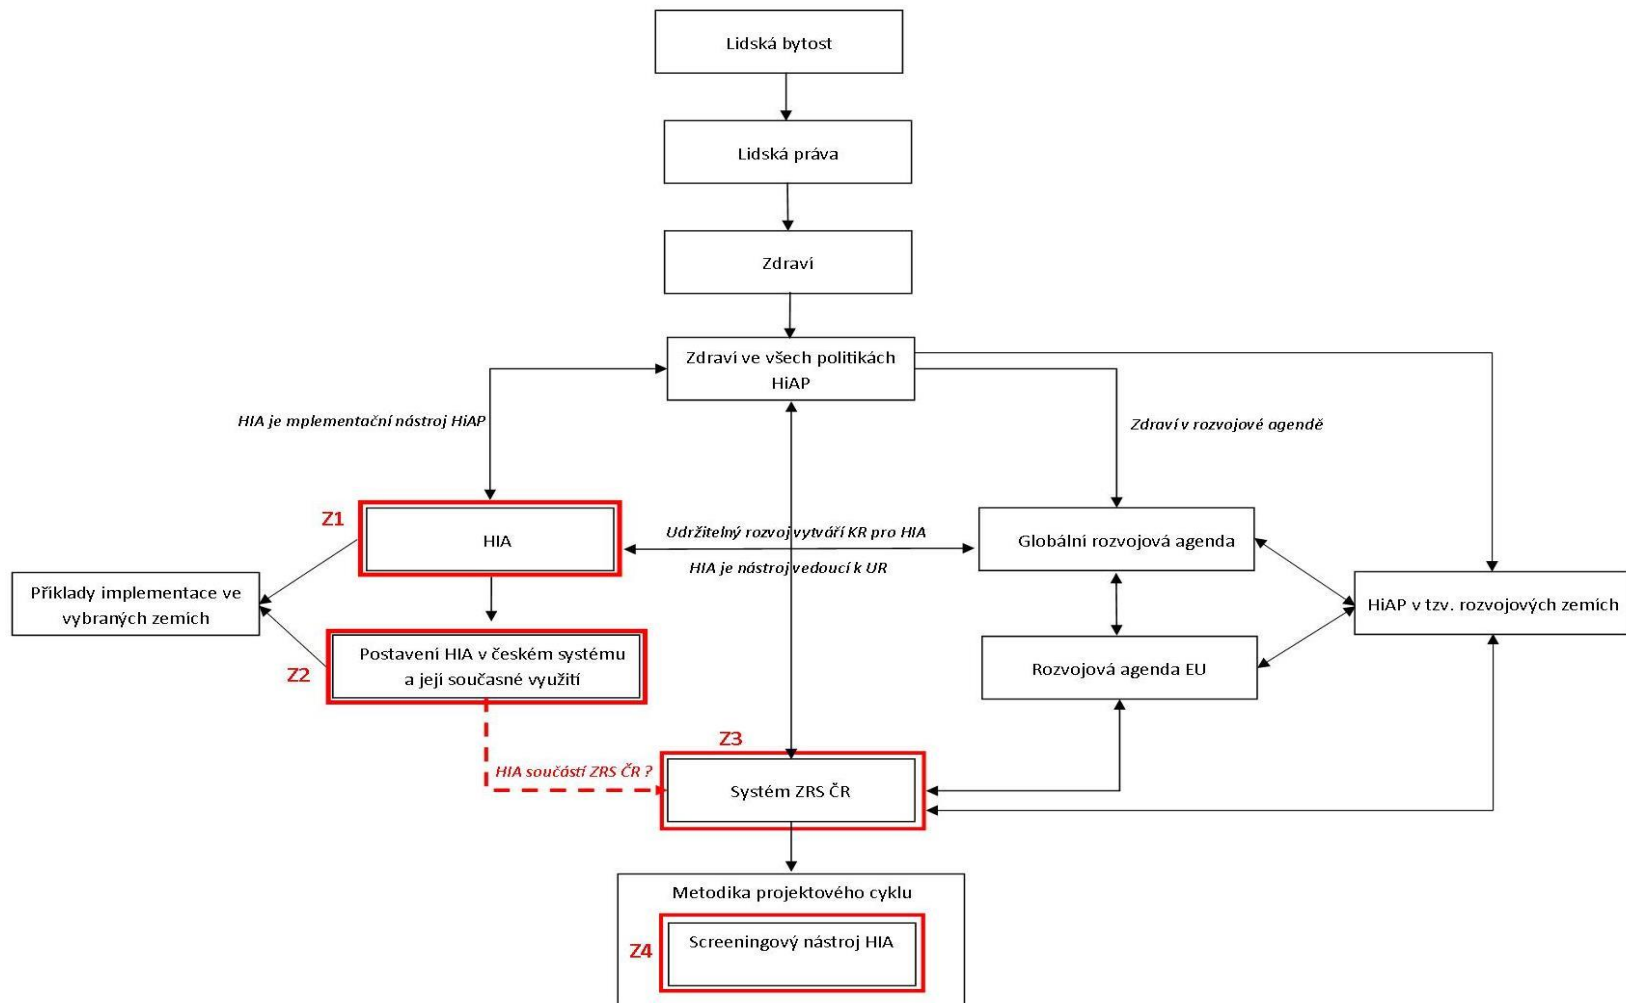 Lidská bytost
Lidská práva
Zdraví
Zdraví ve všech politikách
HiAP
HIA je mplementační nástroj HiAP
Zdraví v rozvojové agendě
Z1
HIA
Udržitelný rozvoj vytváří KR pro HIA
HIA je nástroj vedoucí k UR
Globální rozvojová agenda
Příklady implementace ve
vybraných zemích
HiAP v tzv. rozvojových zemích
Z2
Postavení HIA v českém systému
a její současné využití
Rozvojová agenda EU
Z3
HIA součástí ZRS ČR ?
Systém ZRS ČR
Metodika projektového cyklu
Z4
Screeningový nástroj HIA